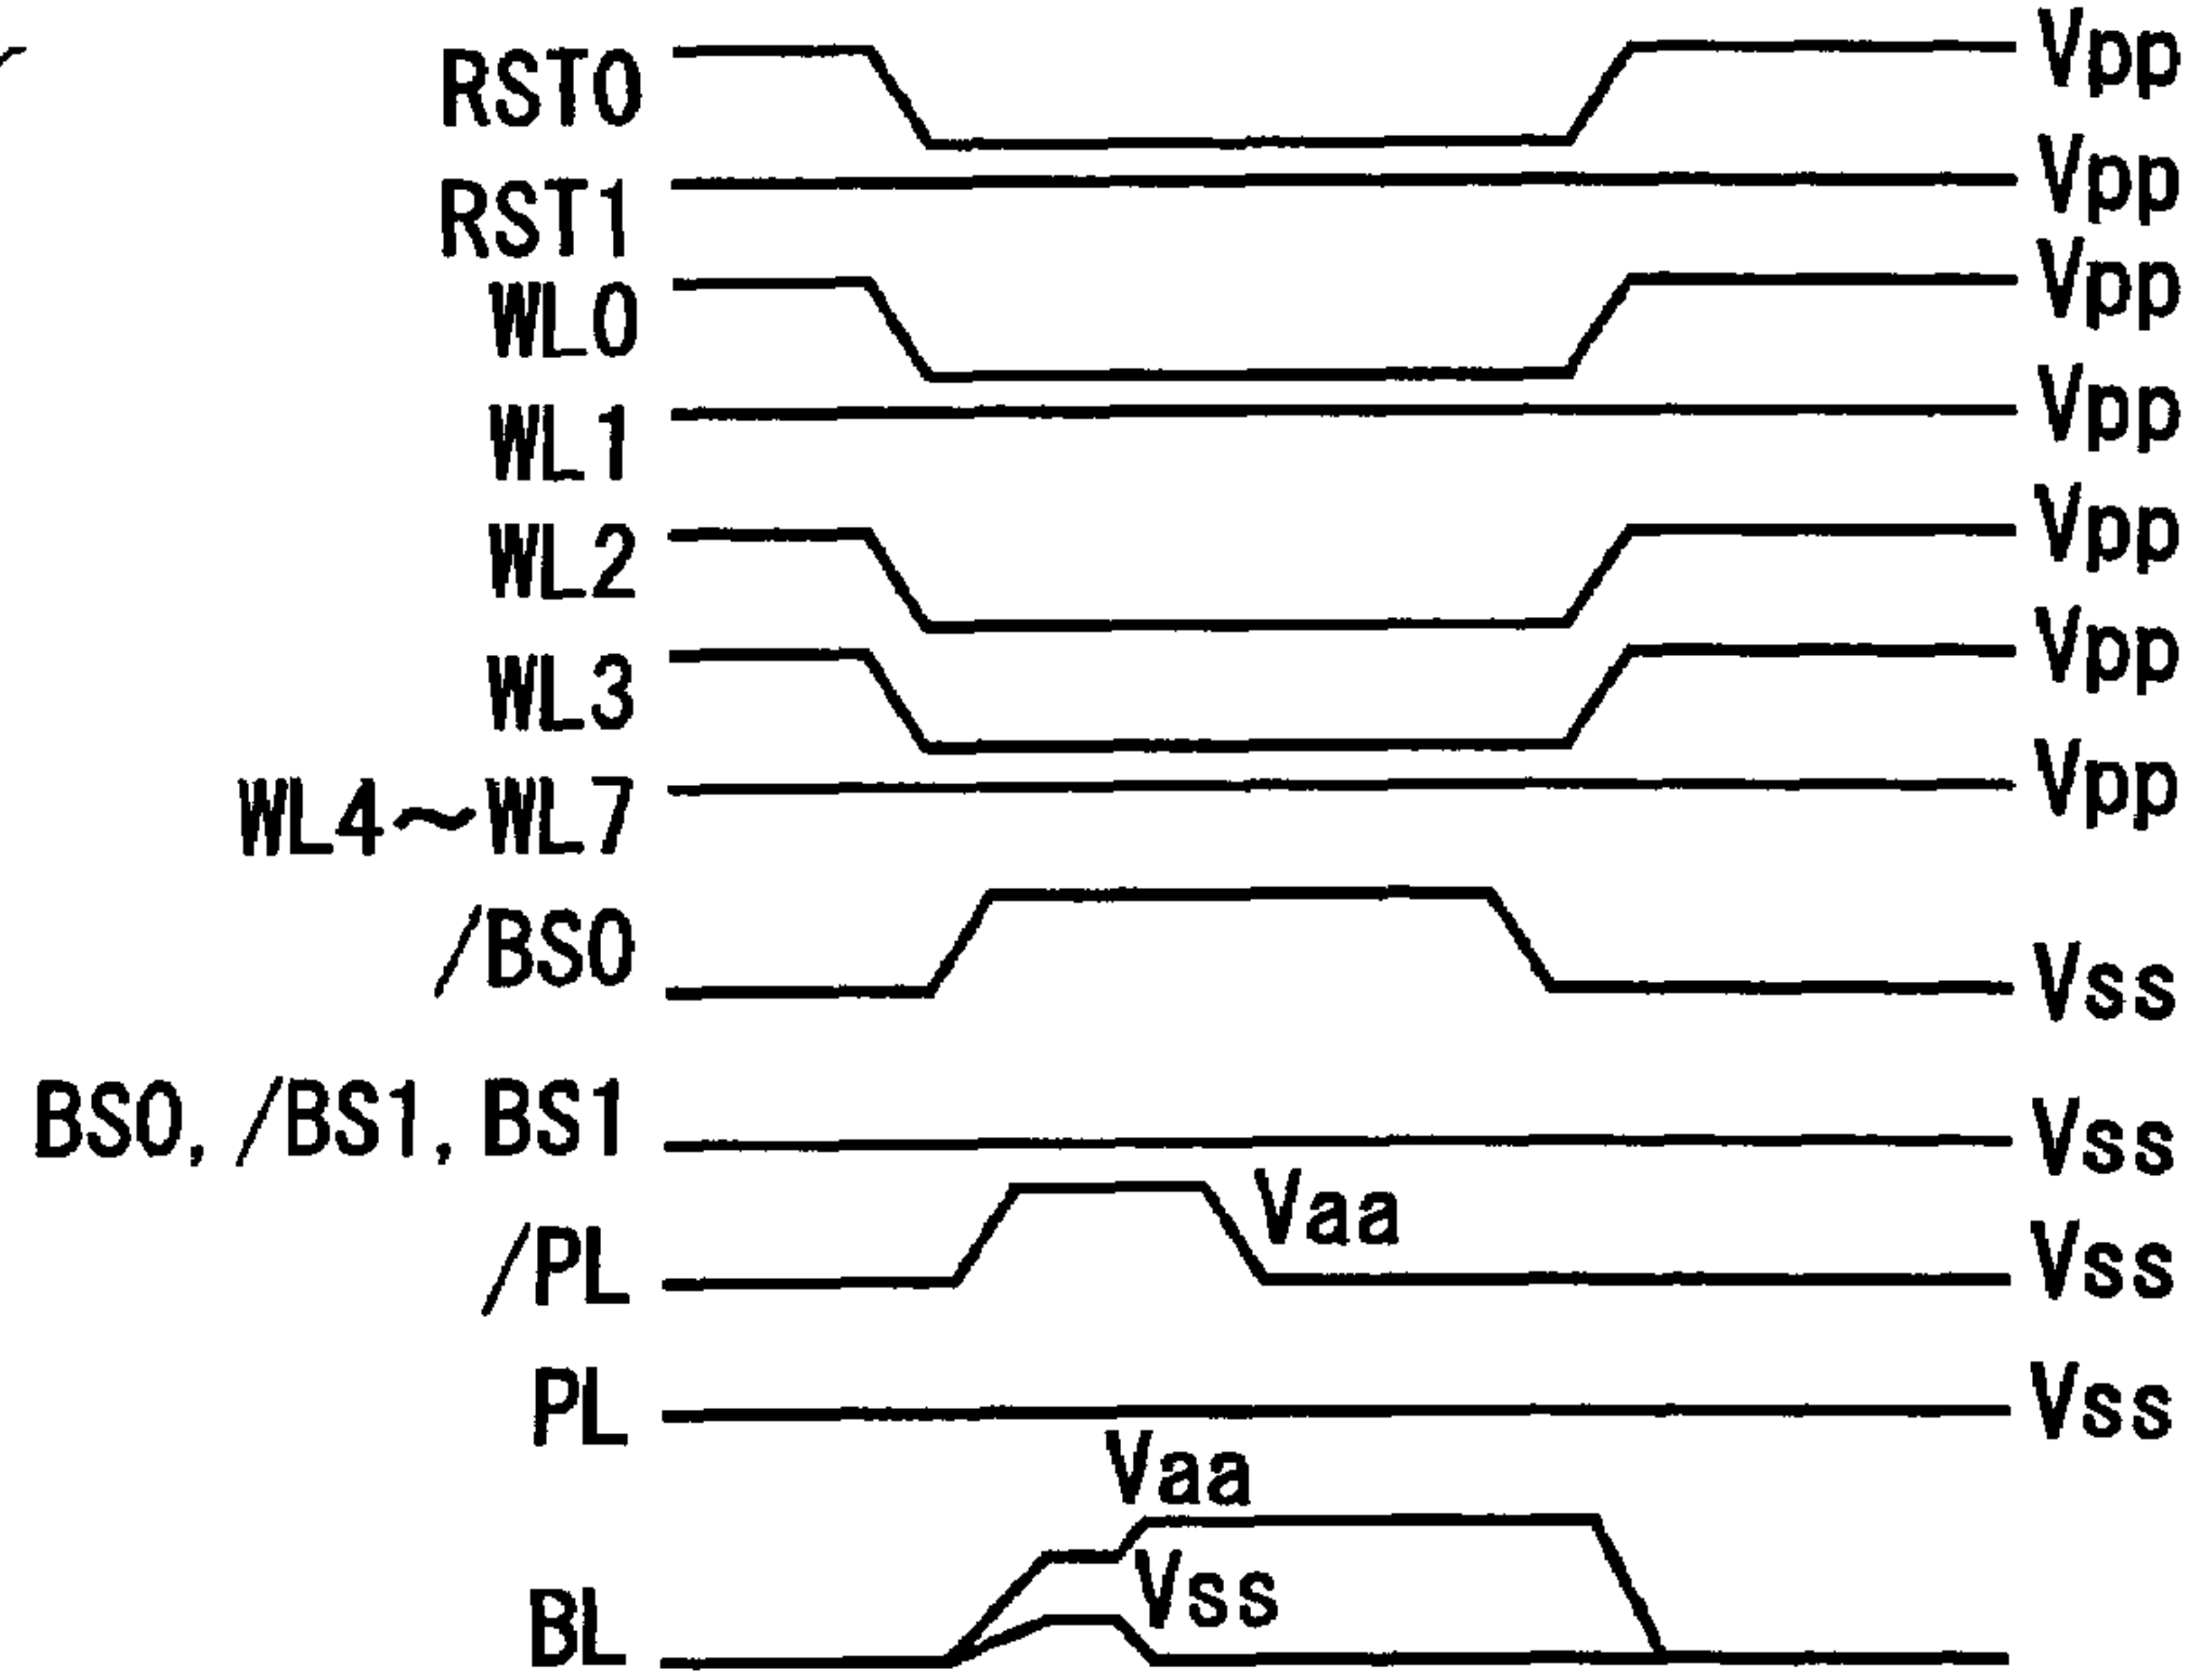 RST0 Vpp
RST1 Vpp
WL0 Vpp
WL1 Vpp
WL2 Vpp
WL3 Vpp
WL4～WL7 Vpp
/BS0 Vss
BS0, /BS1, BS1 Vss
/PL Vaa Vss
PL Vss
Vaa
Vss
BL